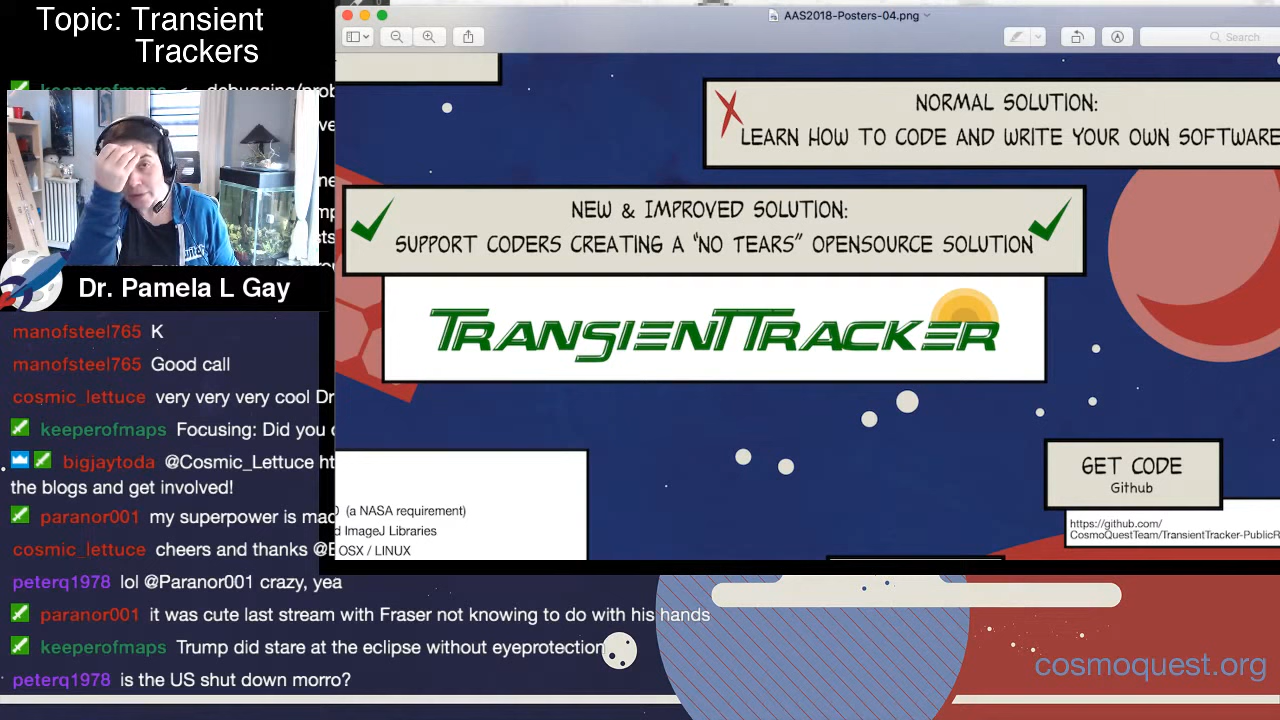 Topic: Transient
Trackers
keeperofmaps
Dr. Pamela L Gay
manofsteel765 K
manofsteel765 Good call
cosmic_lettuce very very very cool Dr
keeperofmaps Focusing: Did you
bigjaytoda @Cosmic_Lettuce
the blogs and get involved!
paranor001 my superpower is
cosmic_lettuce cheers and thanks
peterq1978 lol @Paranor001 crazy, yea
paranor001 it was cute last stream with Fraser not knowing to do with his hands
keeperofmaps Trump did stare at the eclipse without eyeprotection
peterq1978 is the US shut down morro?
AAS2018-Posters-04.png
Search
NORMAL SOLUTION:
LEARN HOW TO CODE AND WRITE YOUR OWN SOFTWARE
NEW & IMPROVED SOLUTION:
SUPPORT CODERS CREATING A "NO TEARS" OPENSOURCE SOLUTION
TRANSIENTTRACKER
(a NASA requirement)
d ImageJ Libraries
OSX / LINUX
GET CODE
Github
https://github.com/
CosmoQuestTeam/TransientTracker-PublicR
cosmoquest.org